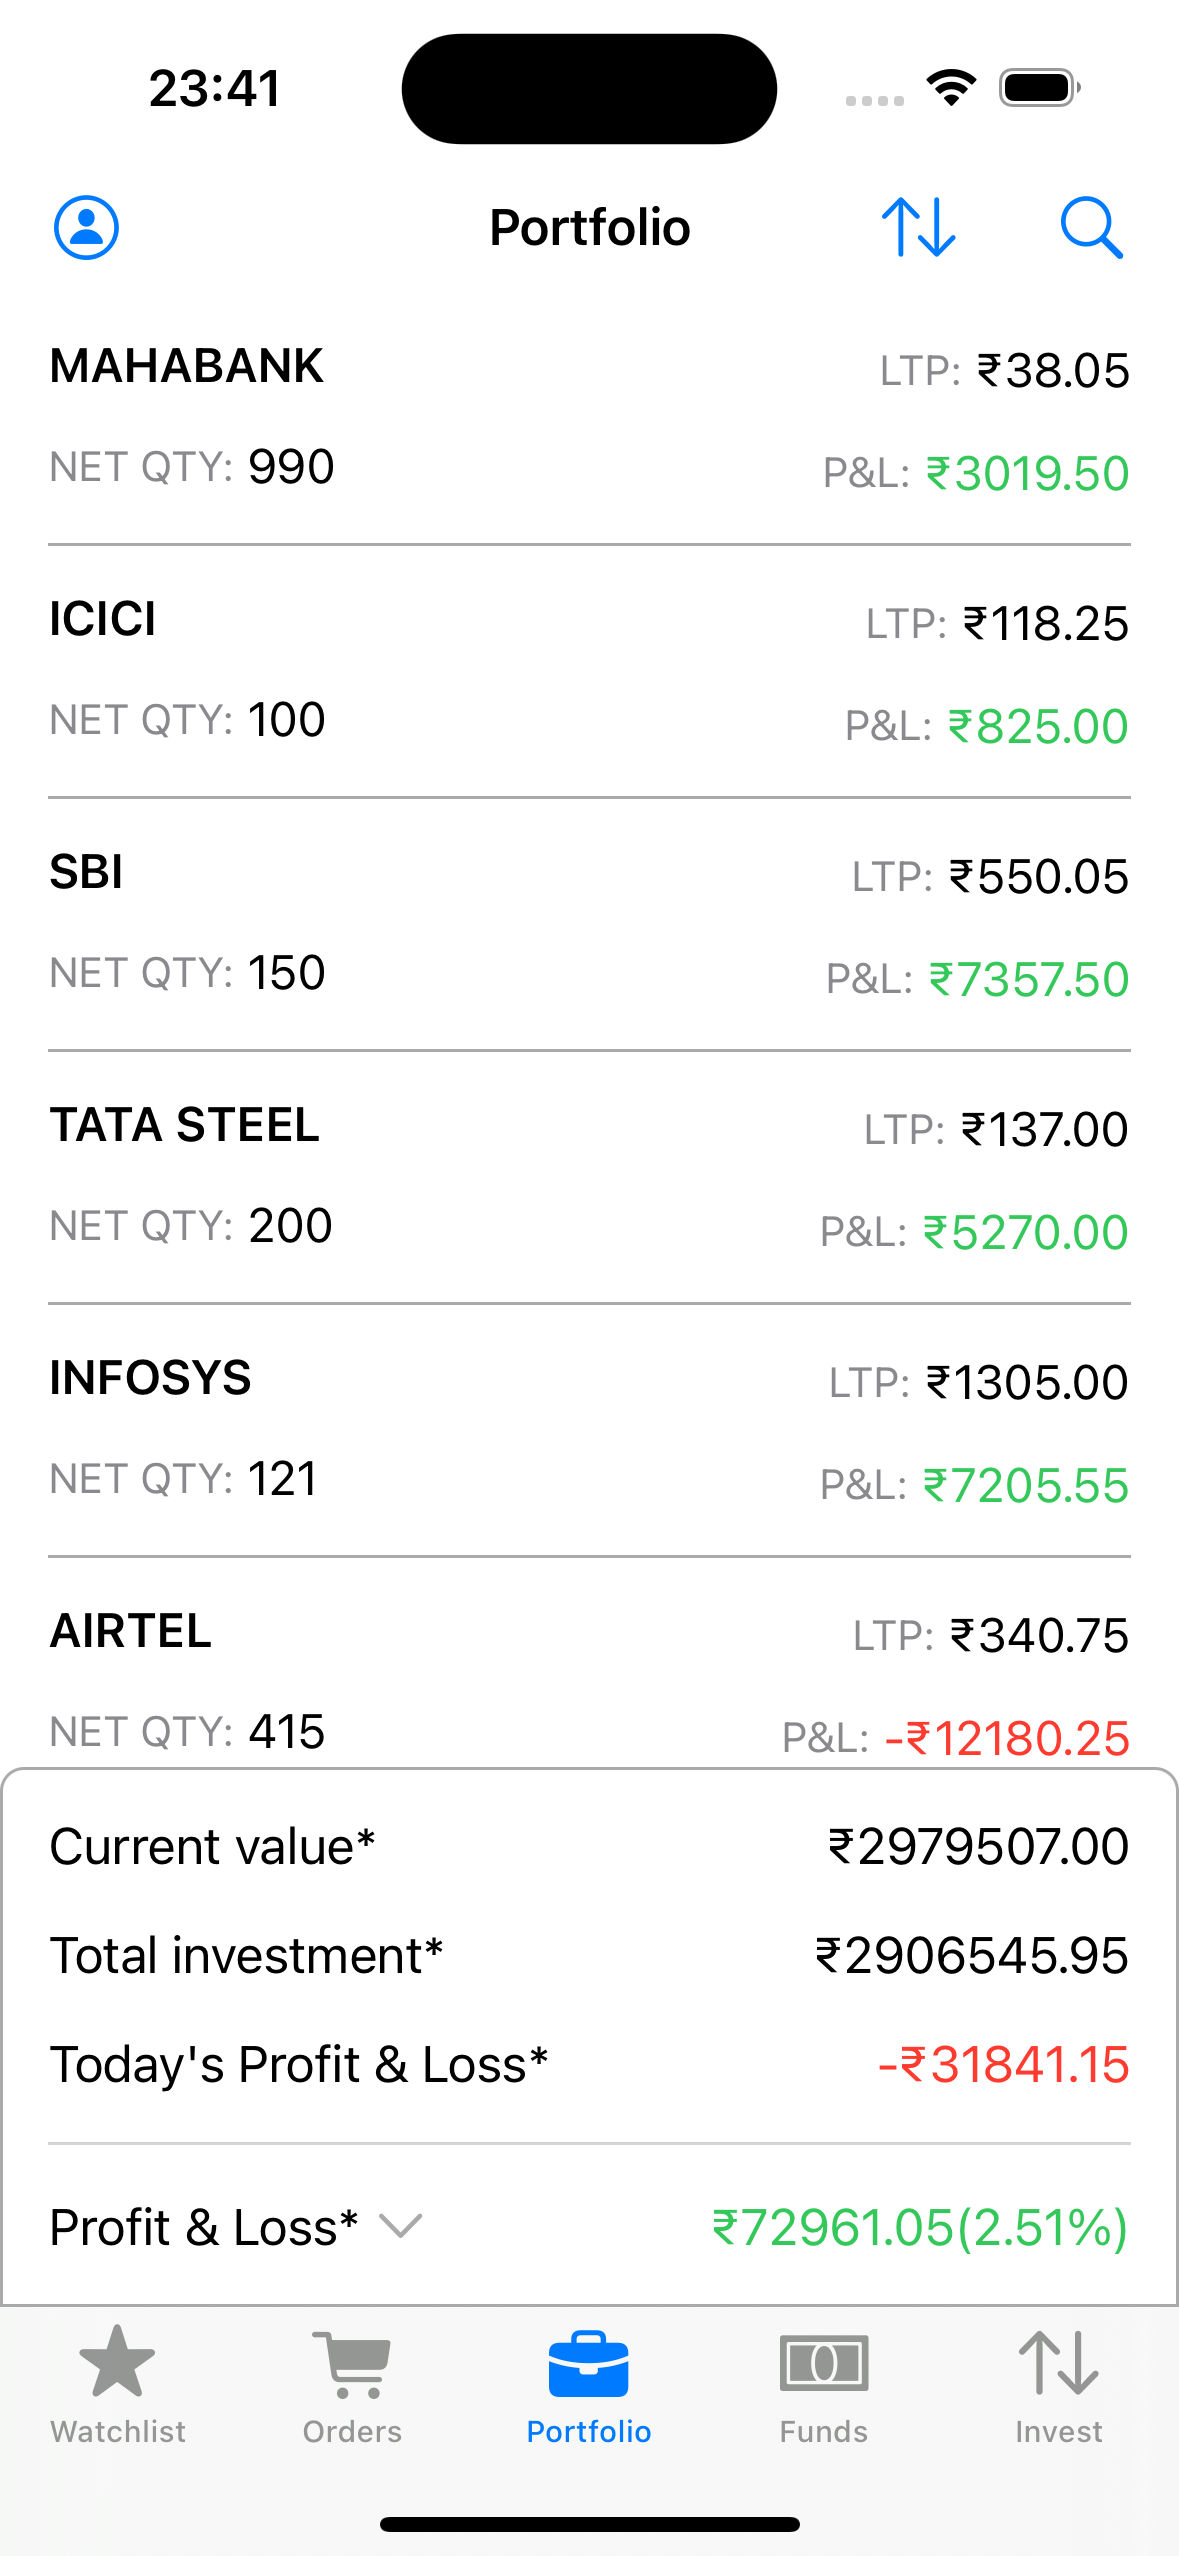 23:41
Portfolio
MAHABANK LTP: ₹38.05
NET QTY: 990 P&L: ₹3019.50
ICICI LTP: ₹118.25
NET QTY: 100 P&L: ₹825.00
SBI LTP: ₹550.05
NET QTY: 150 P&L: ₹7357.50
TATA STEEL LTP: ₹137.00
NET QTY: 200 P&L: ₹5270.00
INFOSYS LTP: ₹1305.00
NET QTY: 121 P&L: ₹7205.55
AIRTEL LTP: ₹340.75
NET QTY: 415 P&L: -₹12180.25
Current value* ₹2979507.00
Total investment* ₹2906545.95
Today's Profit & Loss* -₹31841.15
Profit & Loss* ₹72961.05(2.51%)
Watchlist Orders Portfolio Funds Invest